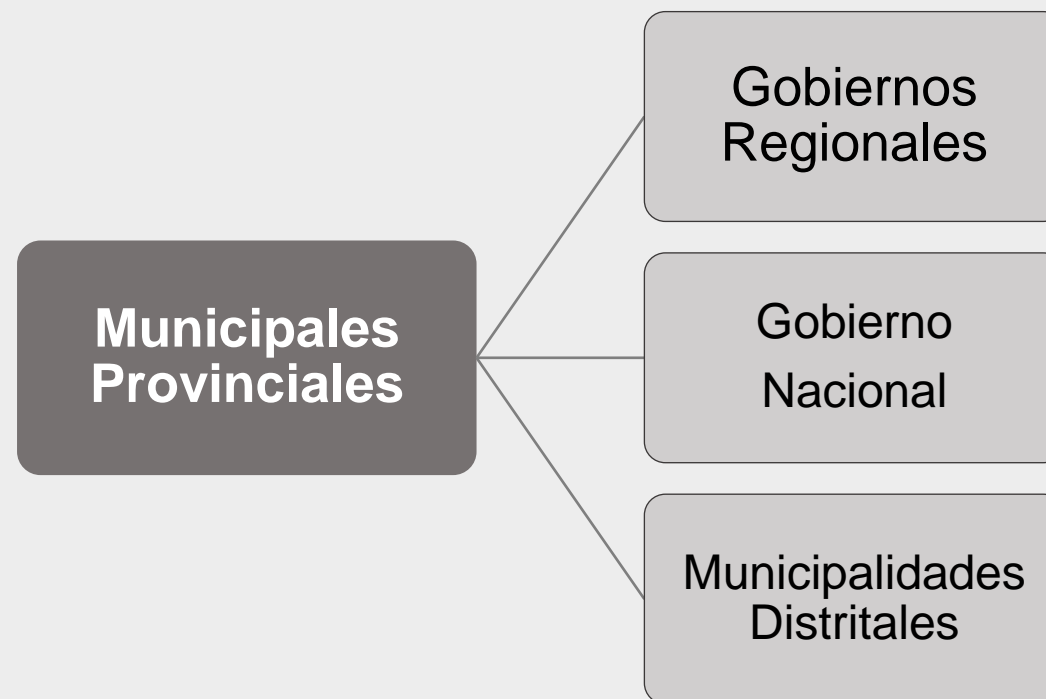 Municipales
Provinciales
Gobiernos
Regionales
Gobierno
Nacional
Municipalidades
Distritales